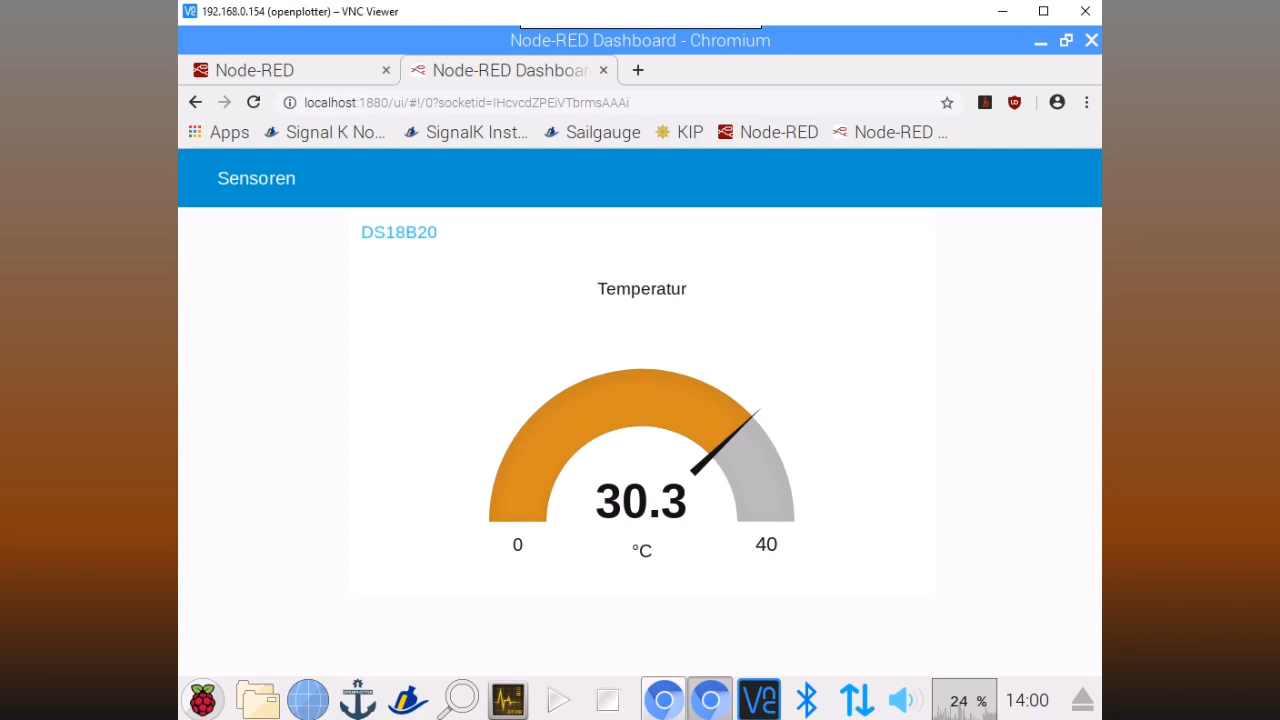 192.168.0.154 (openplotter) – VNC Viewer
Node-RED Dashboard - Chromium
Node-RED
Node-RED Dashboar
localhost:1880/ui/#!/0?socketid=IHcvcdZPEiVTbrmsAAAi
Apps Signal K No... SignalK Inst... Sailgauge KIP Node-RED Node-RED ...
Sensoren
DS18B20
Temperatur
30.3
0 °C 40
24 % 14:00